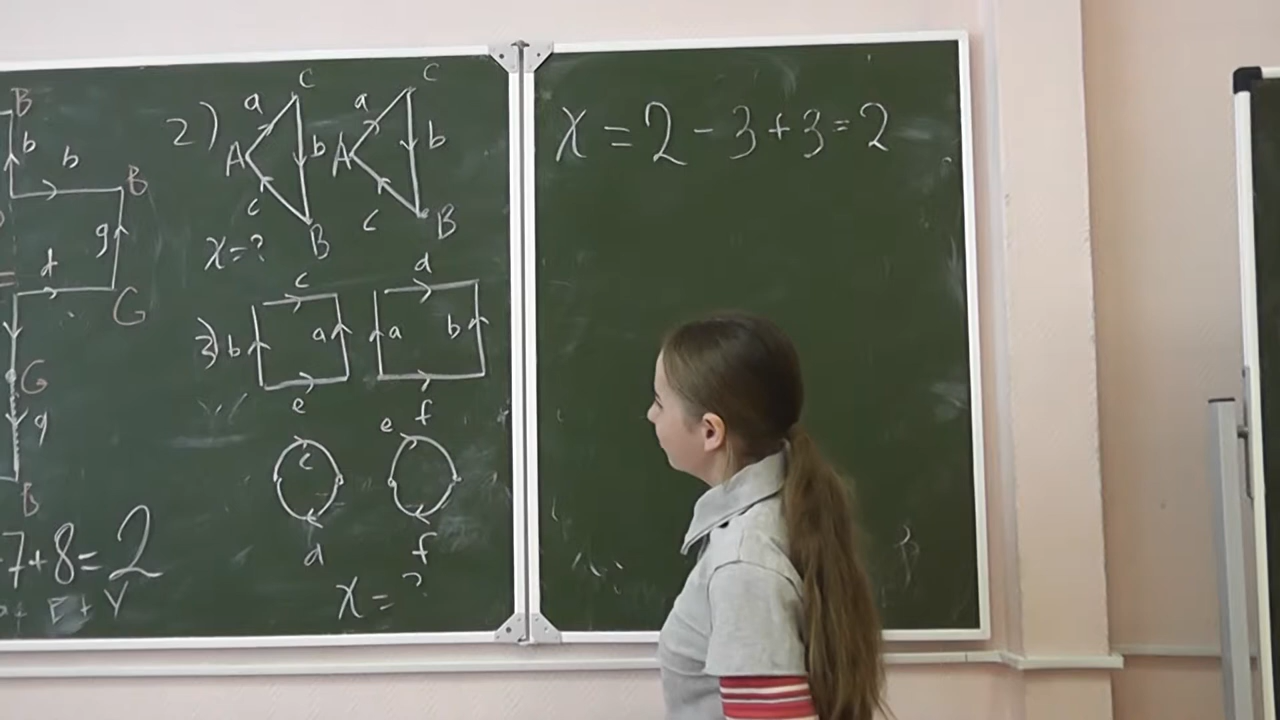 B
b
b
B
g
d
G
G
g
B
7+8=2
E + V
2)
a
C
A
b
c
B
a
C
A
b
c
B
χ=?
3)
c
b
a
e
d
a
b
f
c
d
e
f
χ=?
χ=2-3+3=2